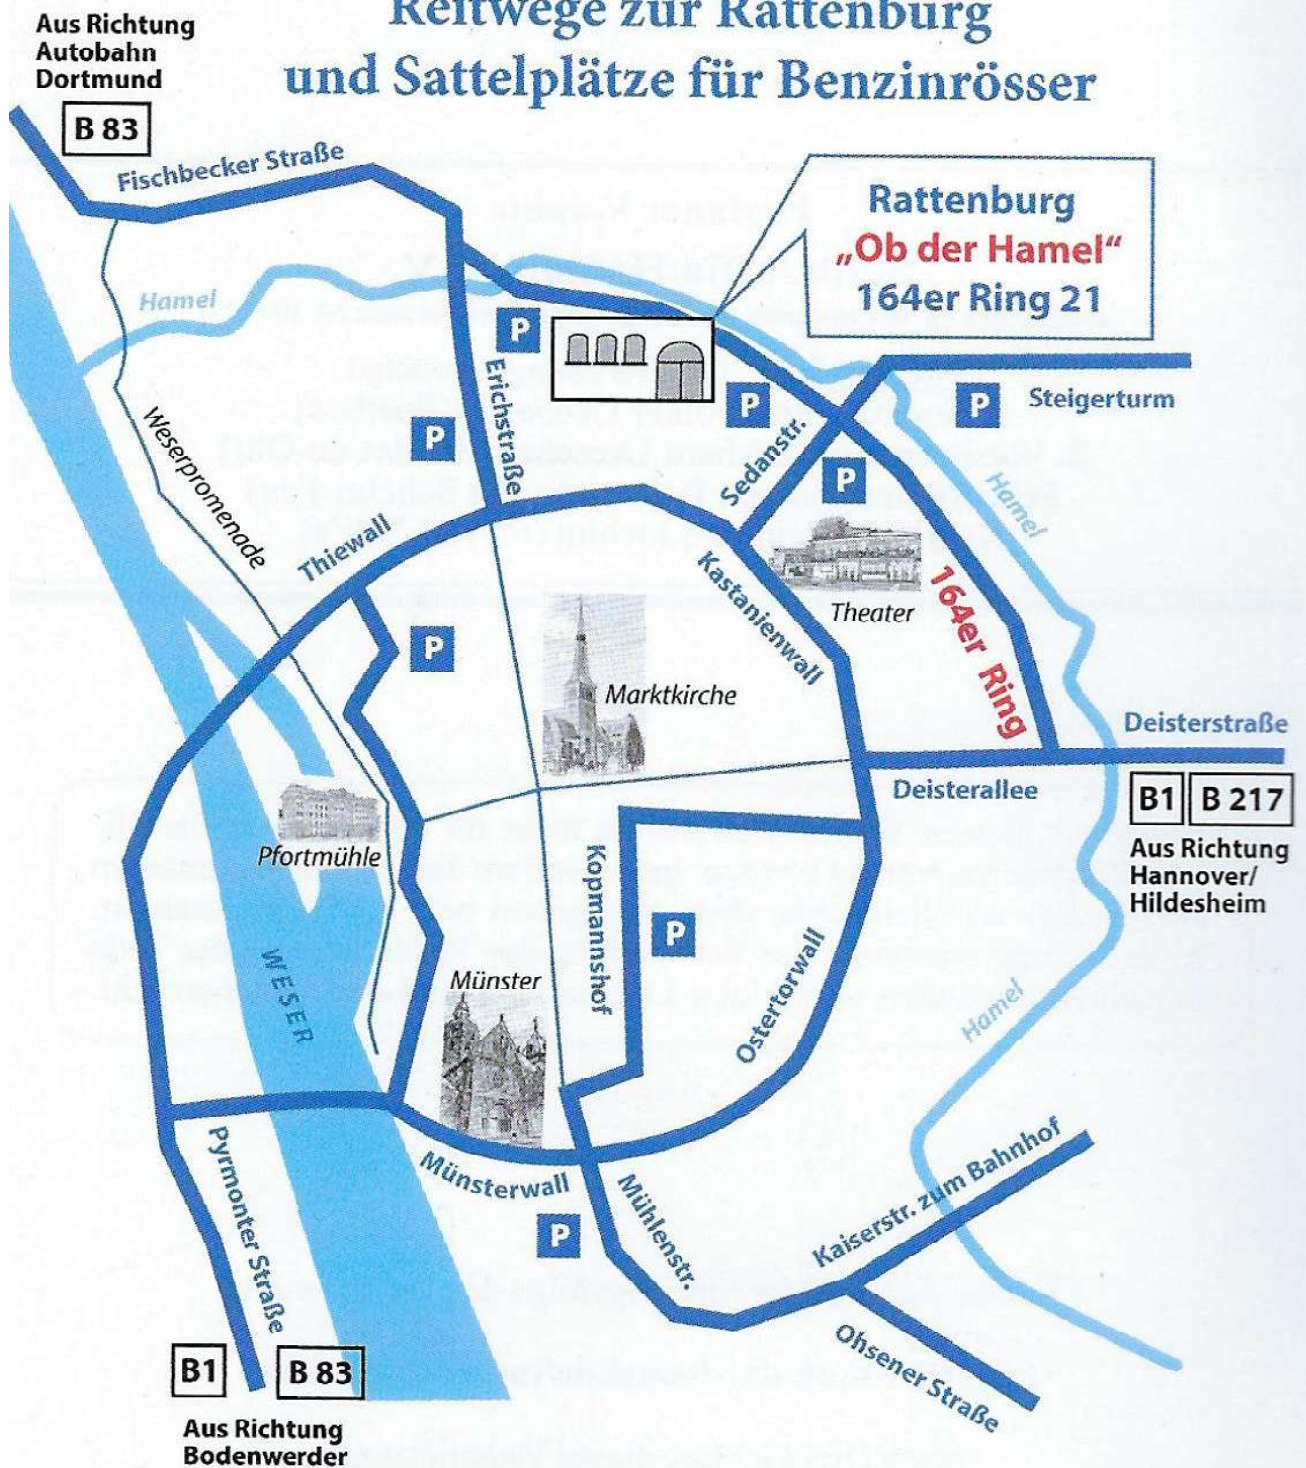 Aus Richtung
Autobahn
Dortmund
B 83
Reitwege zur Rattenburg
und Sattelplätze für Benzinrösser
Fischbecker Straße
Rattenburg
„Ob der Hamel“
164er Ring 21
Hamel
P
Erichstraße
P
P
Steigerturm
P
Sedanstr.
P
Weserpromenade
Hamel
Thiewall
Kastanienwall
Theater
164er Ring
P
Marktkirche
Deisterstraße
Deisterallee
B1
B 217
Aus Richtung
Hannover/
Hildesheim
Pfortmühle
Kopmannshof
P
WESER
Münster
Ostertorwall
Hamel
Pyrmonter Straße
Münsterwall
P
Mühlenstr.
Kaiserstr. zum Bahnhof
Ohsener Straße
B1
B 83
Aus Richtung
Bodenwerder